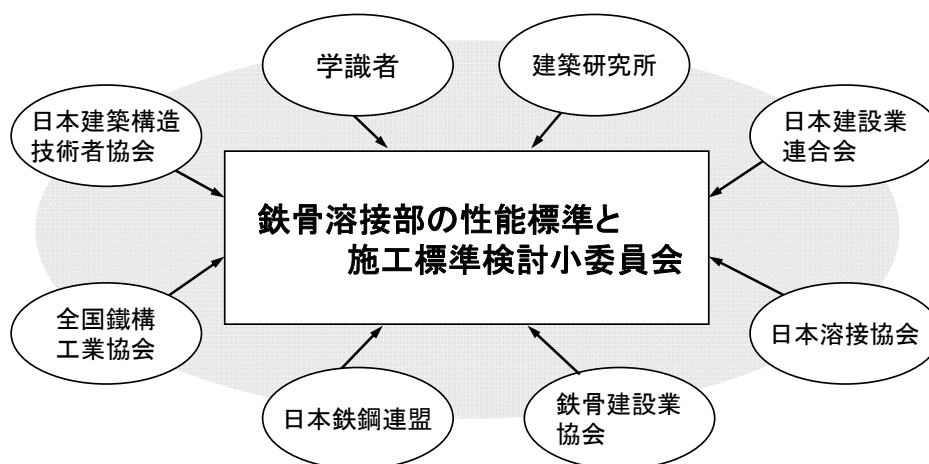 学識者
建築研究所
日本建築構造
技術者協会
日本建設業
連合会
鉄骨溶接部の性能標準と
施工標準検討小委員会
全国鐵構
工業協会
日本溶接協会
日本鉄鋼連盟
鉄骨建設業
協会